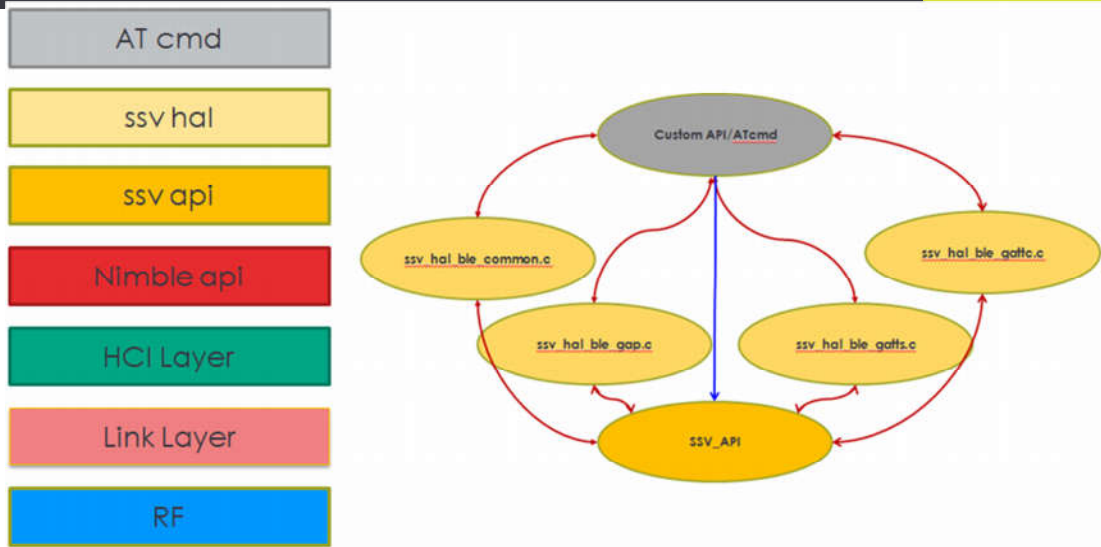 AT cmd
ssv hal
ssv api
Nimble api
HCI Layer
Link Layer
RF
Custom API/ATcmd
ssv_hal_ble_common.c
ssv_hal_ble_gattc.c
ssv_hal_ble_gap.c
ssv_hal_ble_gatts.c
SSV_API